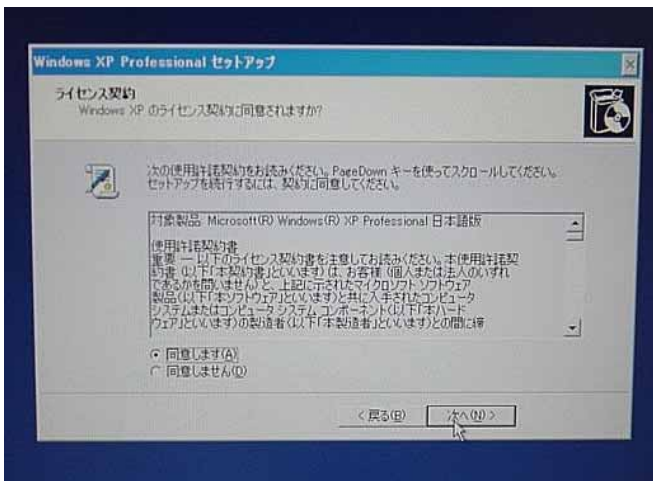 Windows XP Professional セットアップ
ライセンス契約
Windows XP のライセンス契約に同意されますか?
次の使用許諾契約をお読みください。PageDown キーを使ってスクロールしてください。
セットアップを続行するには、契約に同意してください。
対象製品 Microsoft(R) Windows(R) XP Professional 日本語版
使用許諾契約書
重要 ― 以下のライセンス契約書を注意してお読みください。本使用許諾契
約書 (以下「本契約書」といいます) は、お客様 (個人または法人のいずれ
であるかを問いません) と、上記に示されたマイクロソフト ソフトウェア
製品 (以下「本ソフトウェア」といいます) と共に入手されたコンピュータ
システムまたはコンピュータ システム コンポーネント (以下「本ハード
ウェア」といいます) の製造者 (以下「本製造者」といいます) との間に締
同意します(A)
同意しません(D)
< 戻る(B)
次へ(N) >